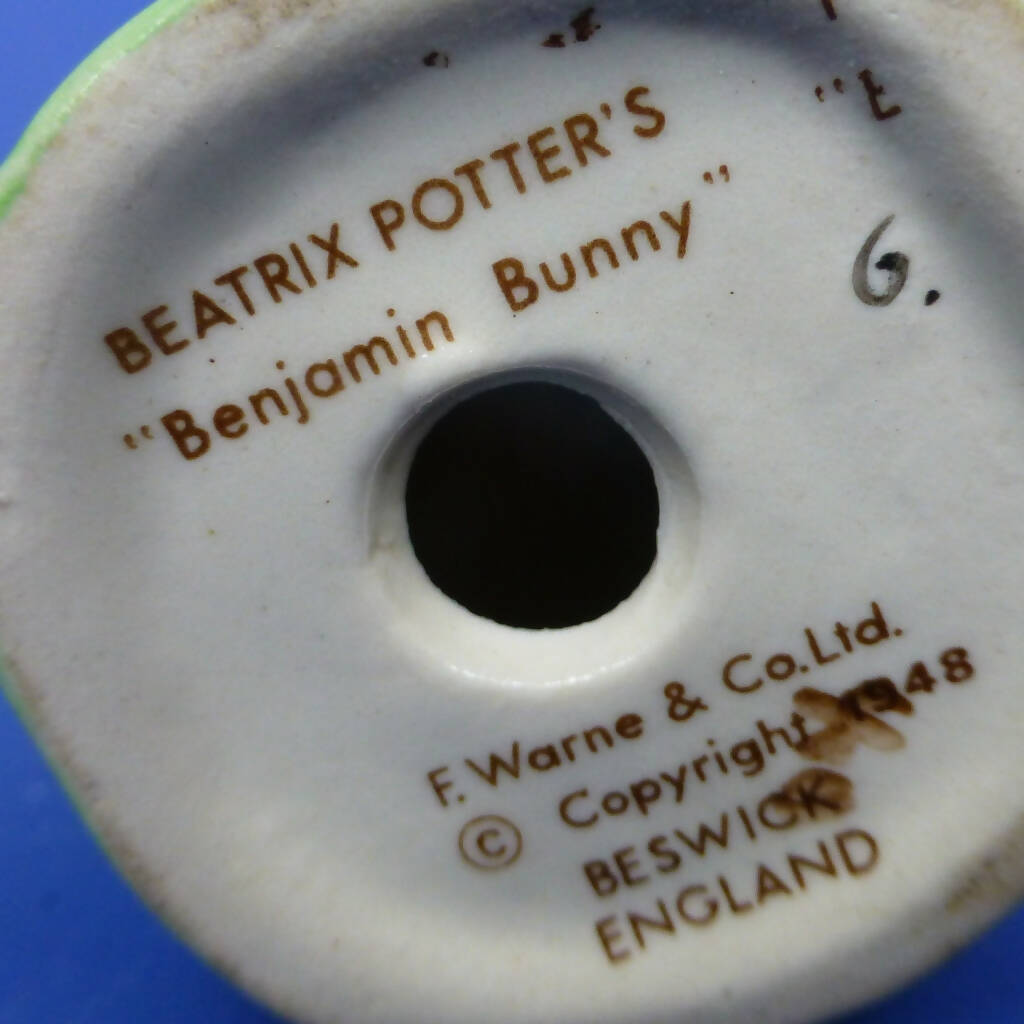 BEATRIX POTTER'S
"Benjamin Bunny"
6.
F. Warne & Co.Ltd.
© Copyright 1948
BESWICK
ENGLAND